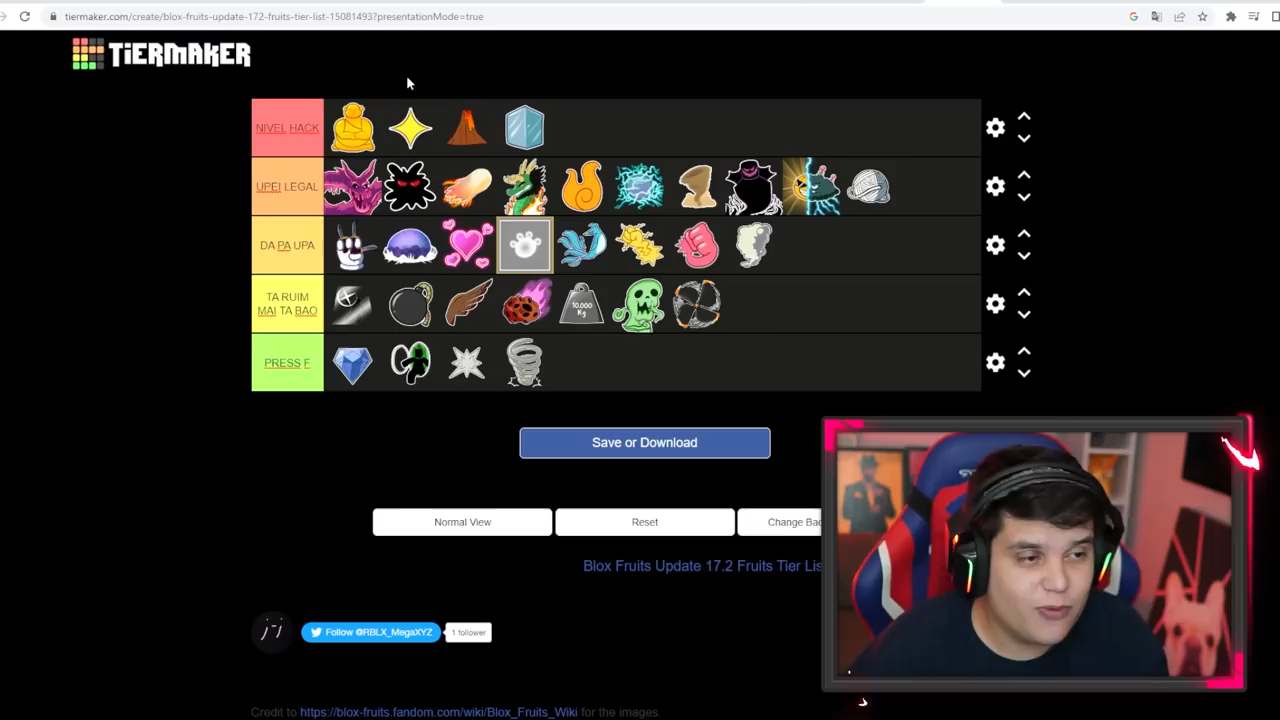 tiermaker.com/create/blox-fruits-update-172-fruits-tier-list-15081493?presentationMode=true
TiERMAKER
NIVEL HACK
UPEI LEGAL
DA PA UPA
10,000
Kg
TA RUIM
MAI TA BAO
PRESS F
Save or Download
Normal View
Reset
Change Bac
Blox Fruits Update 17.2 Fruits Tier Lis
Follow @RBLX_MegaXYZ
1 follower
Credit to https://blox-fruits.fandom.com/wiki/Blox_Fruits_Wiki for the images.